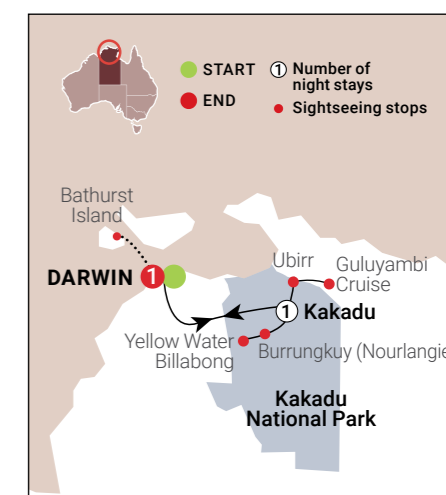 START
END
1 Number of
night stays
Sightseeing stops
Bathurst
Island
DARWIN 1
Ubirr
Guluyambi
Cruise
1 Kakadu
Yellow Water
Billabong
Burrungkuy (Nourlangie
Kakadu
National Park